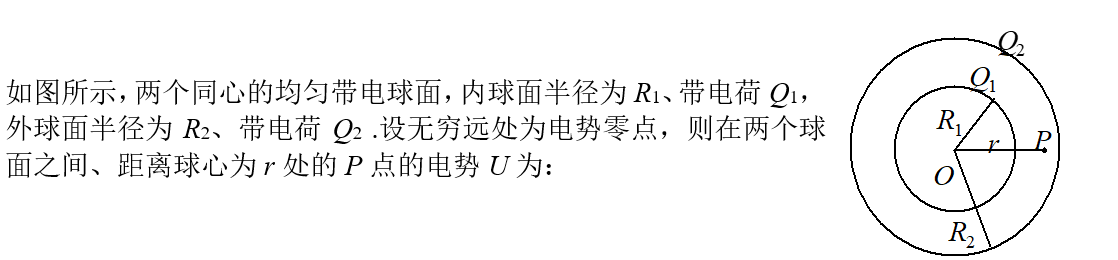 如图所示，两个同心的均匀带电球面，内球面半径为 R₁、带电荷 Q₁，
外球面半径为 R₂、带电荷 Q₂ .设无穷远处为电势零点，则在两个球
面之间、距离球心为 r 处的 P 点的电势 U 为：
Q₂
Q₁
R₁
r
P
O
R₂